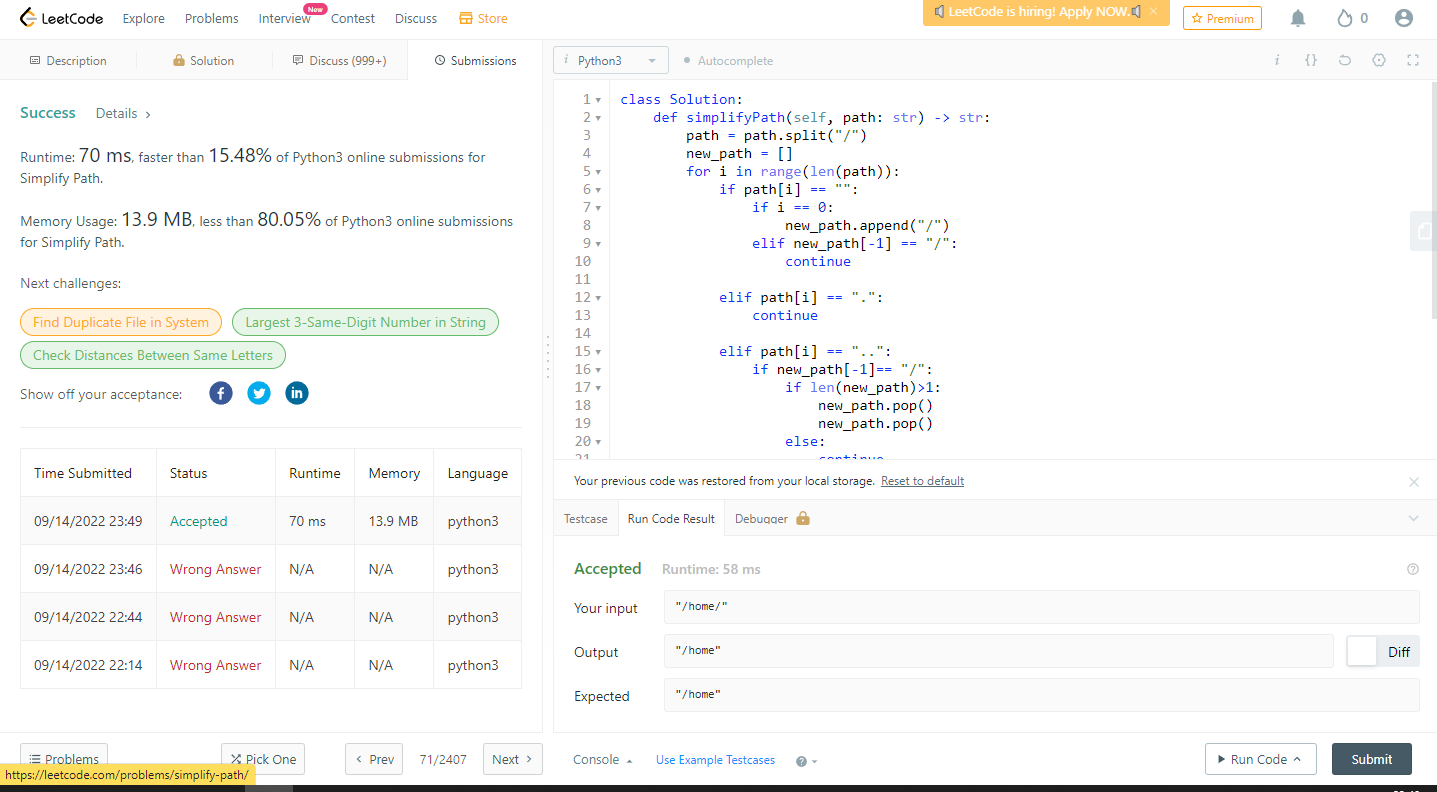 LeetCode Explore Problems Interview New Contest Discuss Store LeetCode is hiring! Apply NOW. × Premium 0
Description Solution Discuss (999+) Submissions
i Python3 Autocomplete i {}
Success Details >
Runtime: 70 ms, faster than 15.48% of Python3 online submissions for
Simplify Path.
Memory Usage: 13.9 MB, less than 80.05% of Python3 online submissions
for Simplify Path.
Next challenges:
Find Duplicate File in System Largest 3-Same-Digit Number in String
Check Distances Between Same Letters
Show off your acceptance: f in
Time Submitted Status Runtime Memory Language
09/14/2022 23:49 Accepted 70 ms 13.9 MB python3
09/14/2022 23:46 Wrong Answer N/A N/A python3
09/14/2022 22:44 Wrong Answer N/A N/A python3
09/14/2022 22:14 Wrong Answer N/A N/A python3
1 class Solution:
2 def simplifyPath(self, path: str) -> str:
3 path = path.split("/")
4 new_path = []
5 for i in range(len(path)):
6 if path[i] == "":
7 if i == 0:
8 new_path.append("/")
9 elif new_path[-1] == "/":
10 continue
11
12 elif path[i] == ".":
13 continue
14
15 elif path[i] == "..":
16 if new_path[-1]== "/":
17 if len(new_path)>1:
18 new_path.pop()
19 new_path.pop()
20 else:
21 continue
Your previous code was restored from your local storage. Reset to default ×
Testcase Run Code Result Debugger
Accepted Runtime: 58 ms ?
Your input "/home/"
Output "/home" Diff
Expected "/home"
Problems Pick One < Prev 71/2407 Next > Console Use Example Testcases ? Run Code Submit
https://leetcode.com/problems/simplify-path/